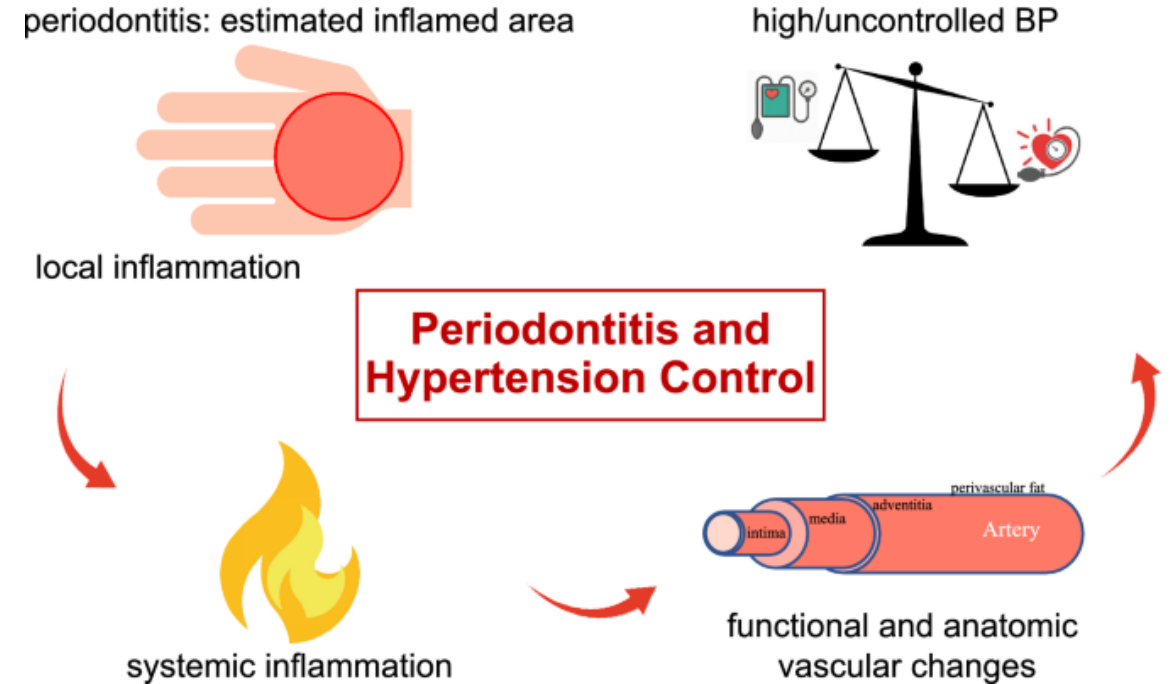 periodontitis: estimated inflamed area
high/uncontrolled BP
local inflammation
Periodontitis and
Hypertension Control
perivascular fat
adventitia
media
intima
Artery
functional and anatomic
vascular changes
systemic inflammation